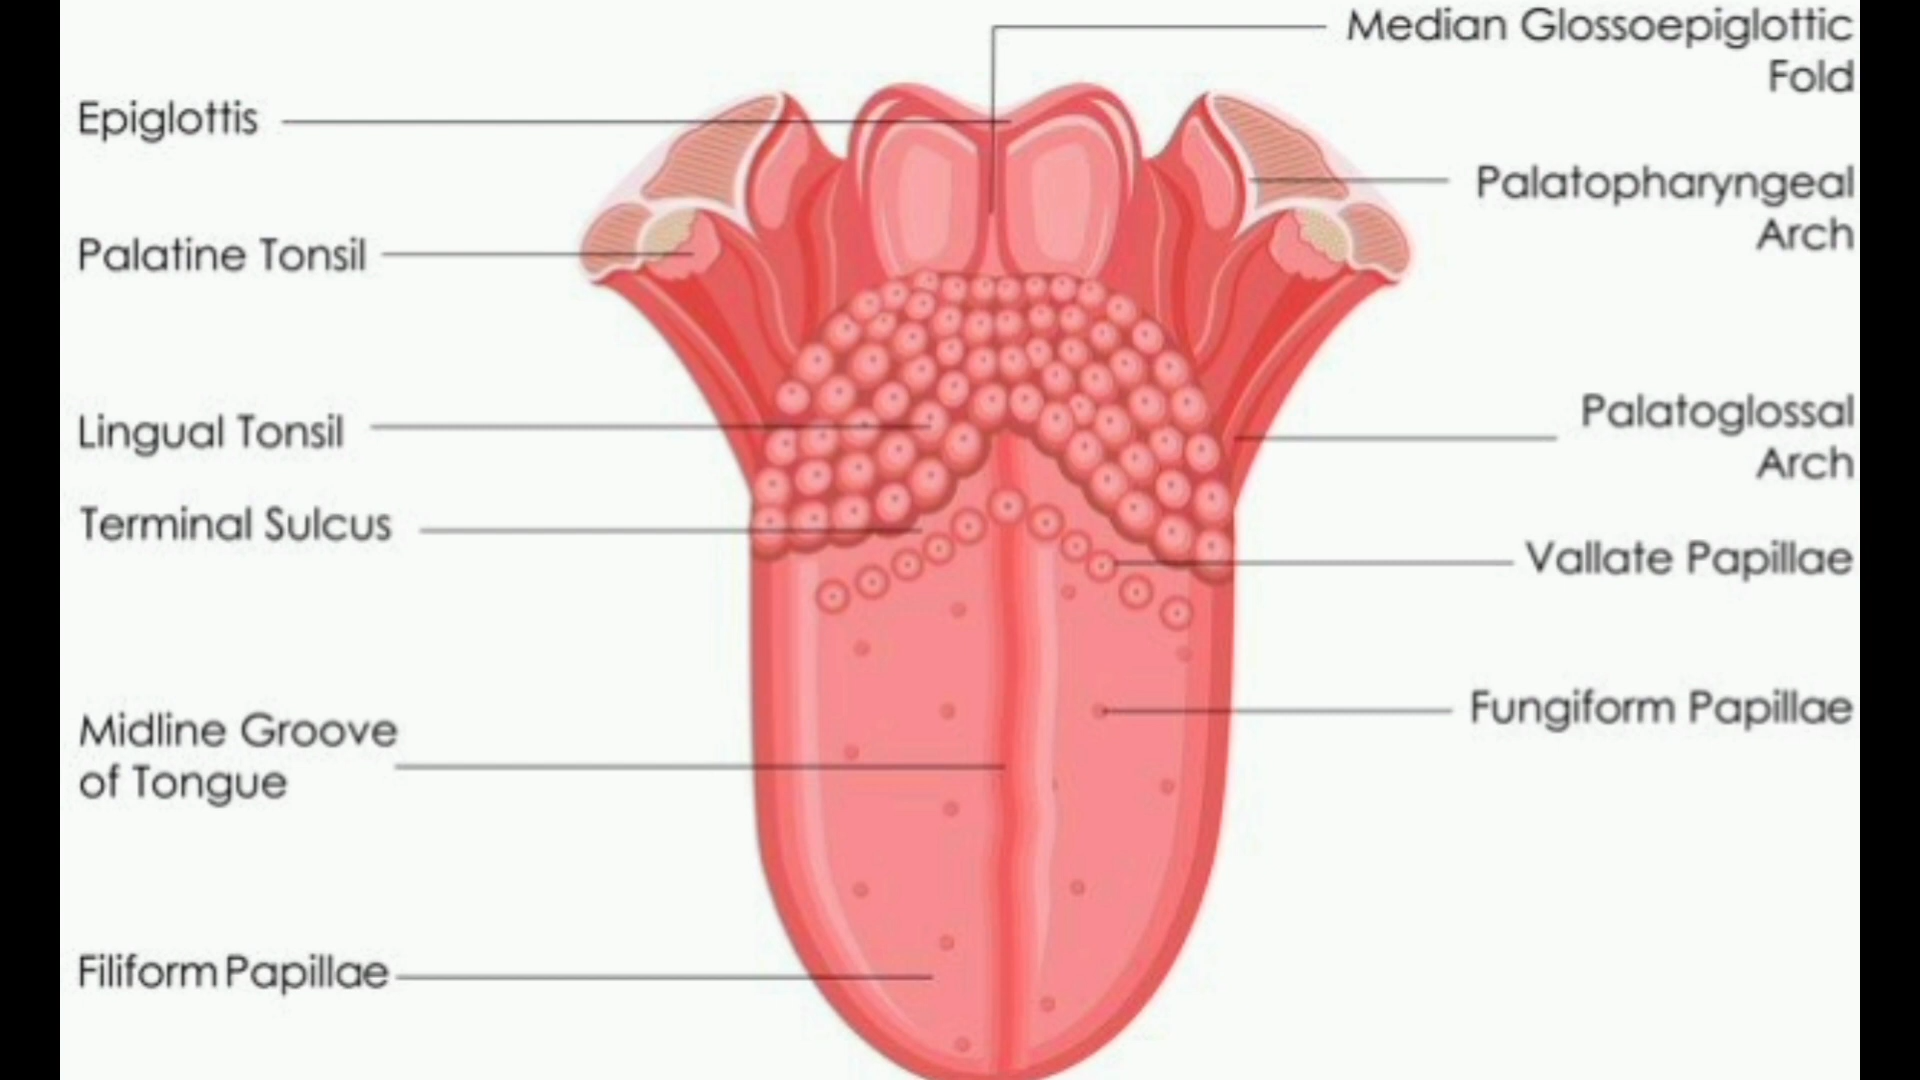 Median Glossoepiglottic
Fold
Epiglottis
Palatopharyngeal
Arch
Palatine Tonsil
Palatoglossal
Arch
Lingual Tonsil
Terminal Sulcus
Vallate Papillae
Fungiform Papillae
Midline Groove
of Tongue
Filiform Papillae